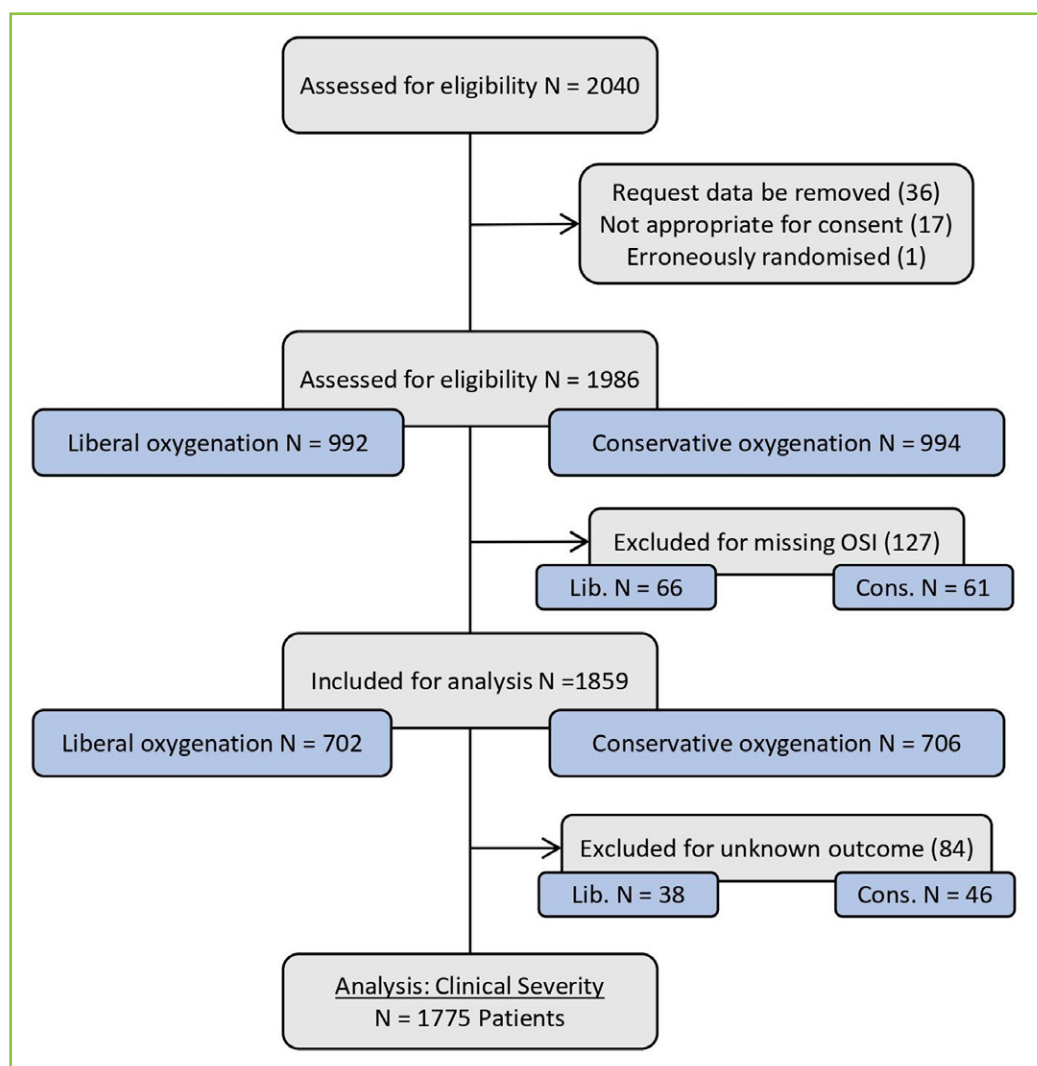 Assessed for eligibility N = 2040
Request data be removed (36)
Not appropriate for consent (17)
Erroneously randomised (1)
Assessed for eligibility N = 1986
Liberal oxygenation N = 992
Conservative oxygenation N = 994
Excluded for missing OSI (127)
Lib. N = 66
Cons. N = 61
Included for analysis N =1859
Liberal oxygenation N = 702
Conservative oxygenation N = 706
Excluded for unknown outcome (84)
Lib. N = 38
Cons. N = 46
Analysis: Clinical Severity
N = 1775 Patients